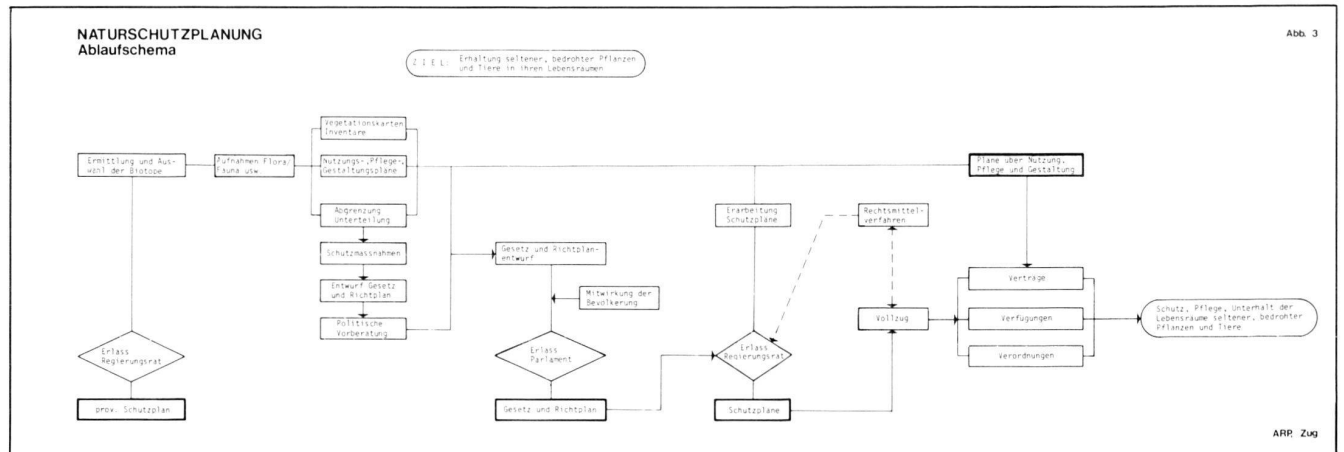 NATURSCHUTZPLANUNG
Ablaufschema
Abb. 3
Z I E L: Erhaltung seltener, bedrohter Pflanzen
und Tiere in ihren Lebensräumen
Vegetationskarten
Inventare
Ermittlung und Aus-
wahl der Biotope
Aufnahmen Flora/
Fauna usw.
Nutzungs-, Pflege-,
Gestaltungspläne
Pläne über Nutzung,
Pflege und Gestaltung
Abgrenzung
Unterteilung
Erarbeitung
Schutzpläne
Rechtsmittel-
verfahren
Schutzmassnahmen
Gesetz und Richtplan-
entwurf
Verträge
Entwurf Gesetz
und Richtplan
Mitwirkung der
Bevölkerung
Politische
Vorberatung
Vollzug
Verfügungen
Schutz, Pflege, Unterhalt der
Lebensräume seltener, bedrohter
Pflanzen und Tiere
Erlass
Regierungsrat
Erlass
Parlament
Erlass
Regierungsrat
Verordnungen
prov. Schutzplan
Gesetz und Richtplan
Schutzpläne
ARP, Zug